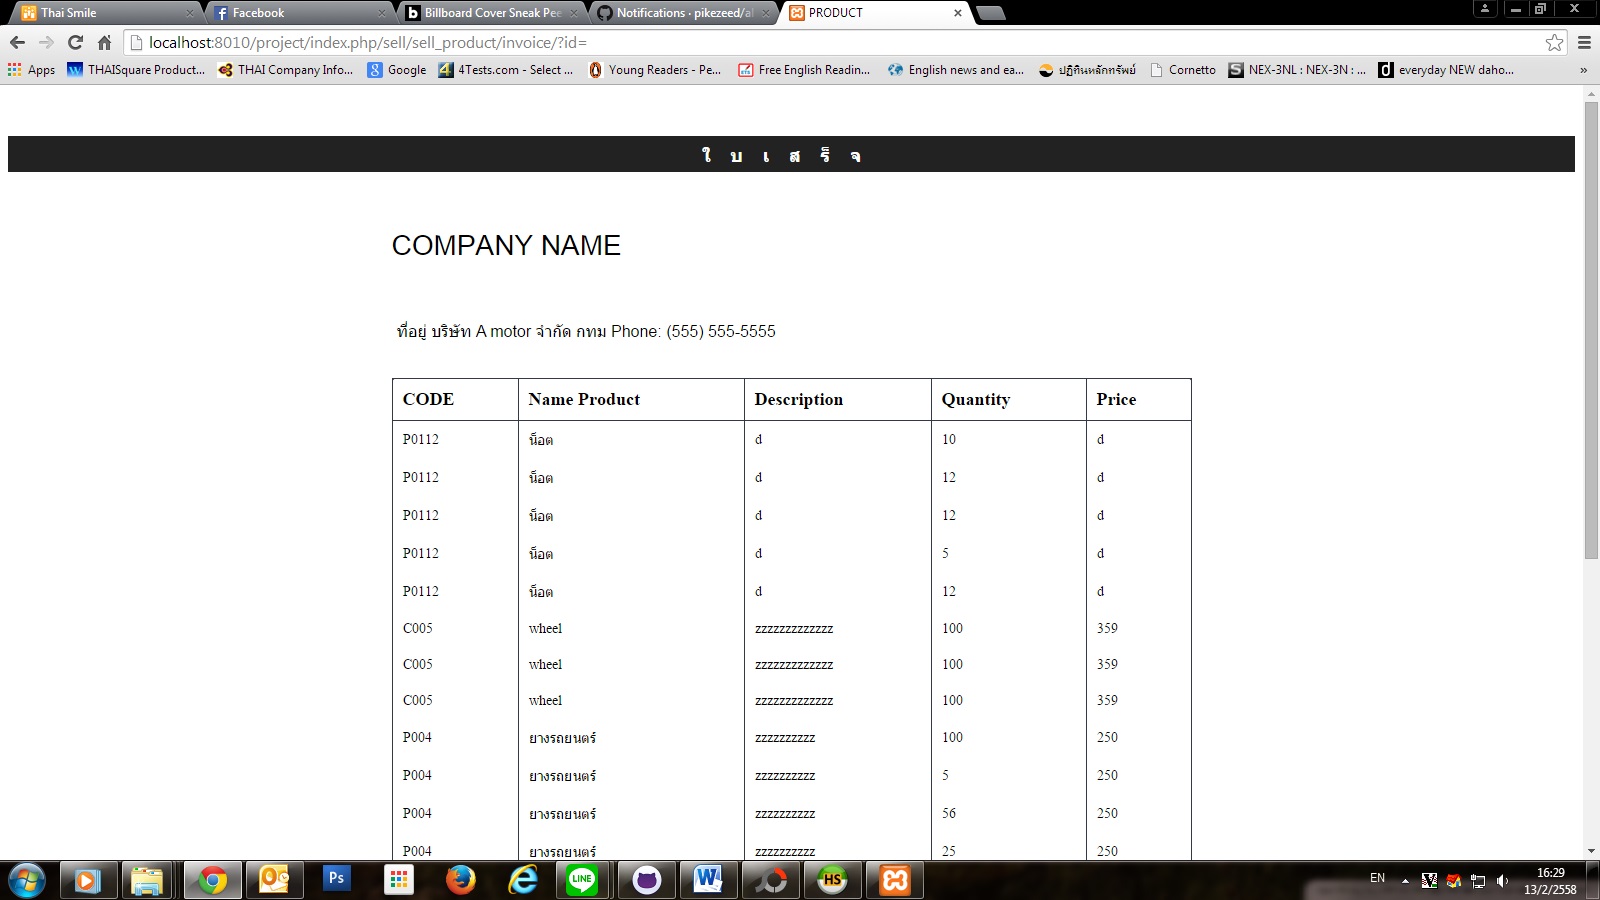 Thai Smile
Facebook
Billboard Cover Sneak Pee
Notifications · pikezeed/al
PRODUCT
localhost:8010/project/index.php/sell/sell_product/invoice/?id=
Apps
THAISquare Product...
THAI Company Info...
Google
4Tests.com - Select ...
Young Readers - Pe...
Free English Readin...
English news and ea...
ปฏิทินหลักทรัพย์
Cornetto
NEX-3NL : NEX-3N : ...
everyday NEW daho...
»
ใ บ เ ส ร็ จ
COMPANY NAME
ที่อยู่ บริษัท A motor จำกัด กทม Phone: (555) 555-5555
CODE Name Product Description Quantity Price
P0112 น็อต d 10 d
P0112 น็อต d 12 d
P0112 น็อต d 12 d
P0112 น็อต d 5 d
P0112 น็อต d 12 d
C005 wheel zzzzzzzzzzzzz 100 359
C005 wheel zzzzzzzzzzzzz 100 359
C005 wheel zzzzzzzzzzzzz 100 359
P004 ยางรถยนตร์ zzzzzzzzzz 100 250
P004 ยางรถยนตร์ zzzzzzzzzz 5 250
P004 ยางรถยนตร์ zzzzzzzzzz 56 250
P004 ยางรถยนตร์ zzzzzzzzzz 25 250
Ps
LINE
HS
EN
16:29
13/2/2558